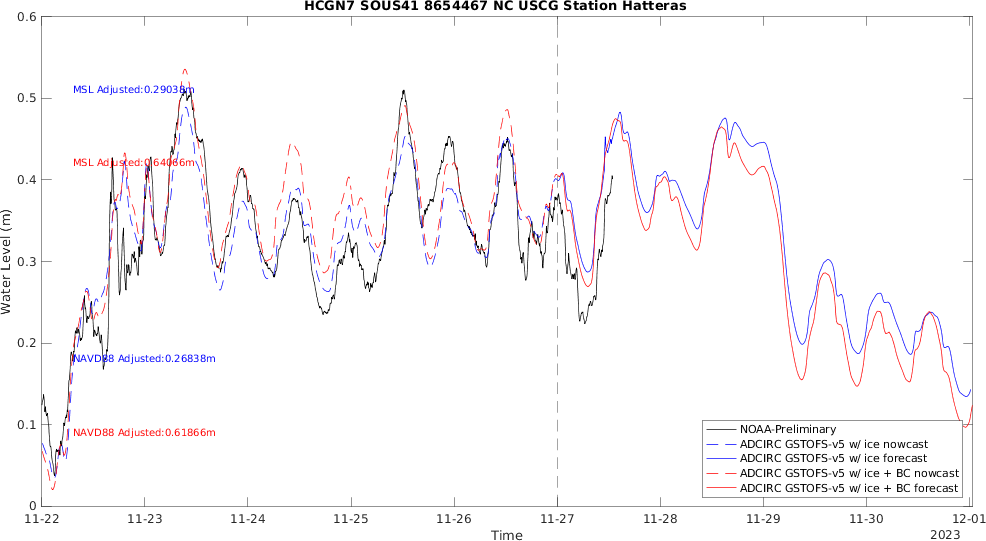 HCGN7 SOUS41 8654467 NC USCG Station Hatteras
0.6
0.5
0.4
0.3
0.2
0.1
0
Water Level (m)
MSL Adjusted:0.29038m
MSL Adjusted:0.64066m
NAVD88 Adjusted:0.26838m
NAVD88 Adjusted:0.61866m
NOAA-Preliminary
ADCIRC GSTOFS-v5 w/ ice nowcast
ADCIRC GSTOFS-v5 w/ ice forecast
ADCIRC GSTOFS-v5 w/ ice + BC nowcast
ADCIRC GSTOFS-v5 w/ ice + BC forecast
11-22 11-23 11-24 11-25 11-26 11-27 11-28 11-29 11-30 12-01
2023
Time